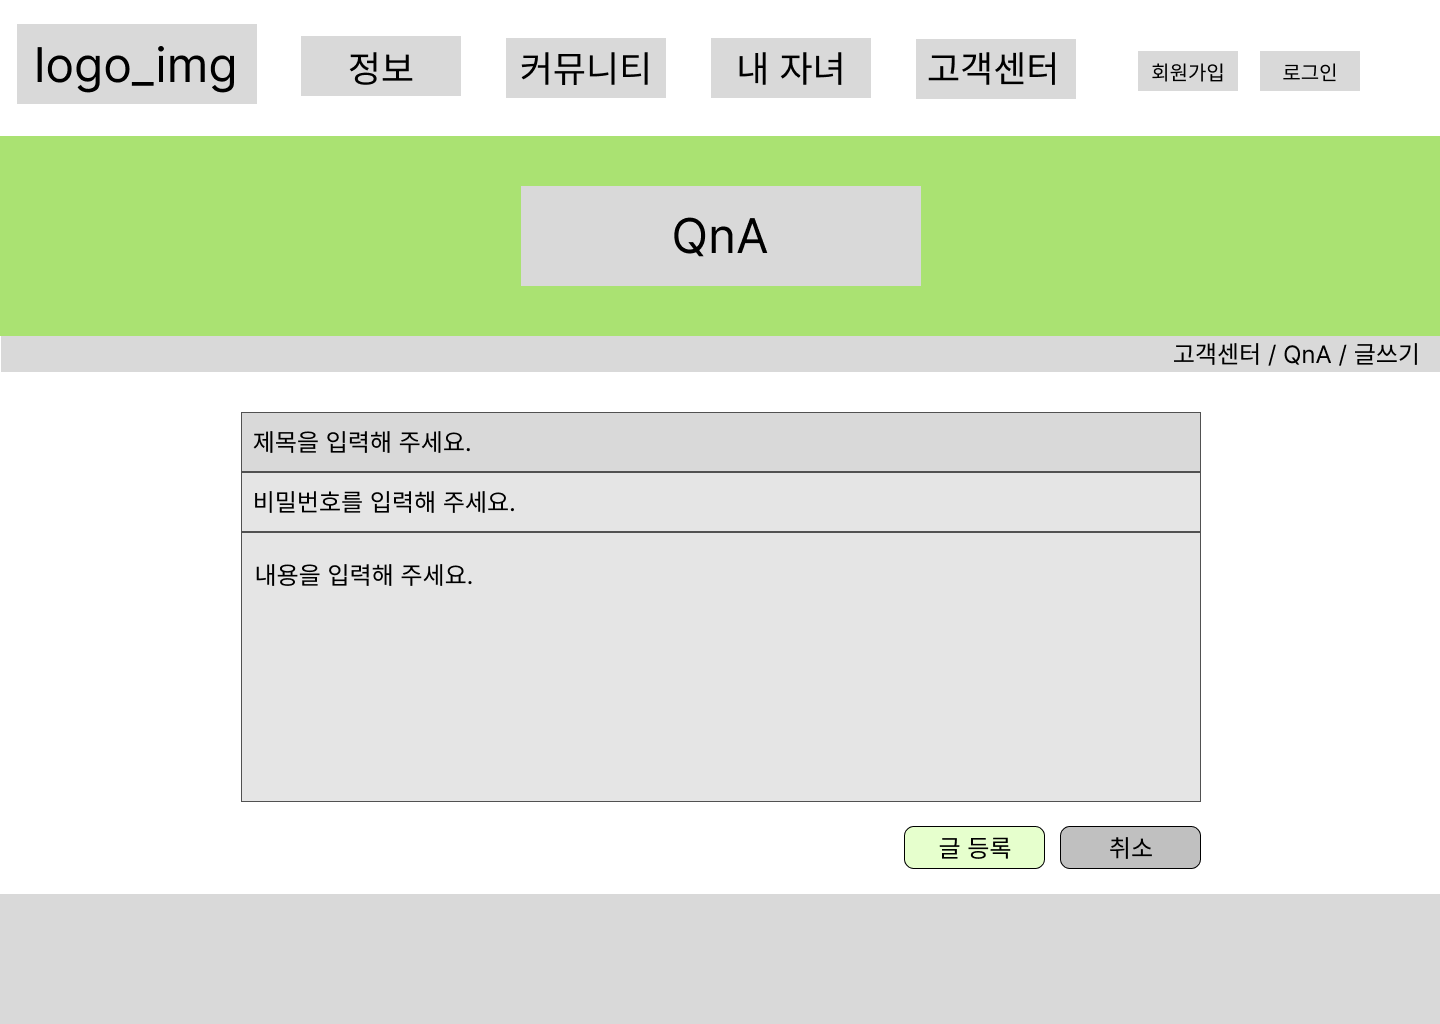 logo_img
정보
커뮤니티
내 자녀
고객센터
회원가입
로그인
QnA
고객센터 / QnA / 글쓰기
제목을 입력해 주세요.
비밀번호를 입력해 주세요.
내용을 입력해 주세요.
글 등록
취소